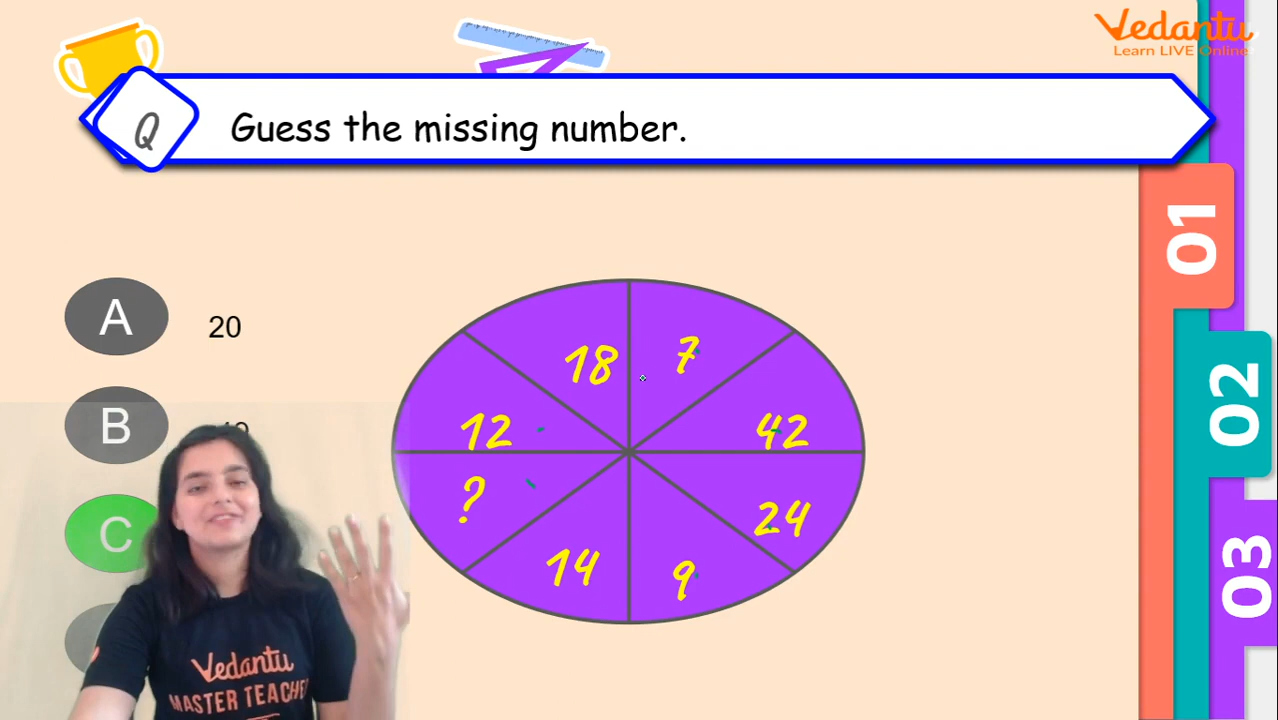 Vedantu
Learn LIVE Online
Q
Guess the missing number.
01
02
03
A
20
B
C
18
7
12
42
?
24
14
9
Vedantu
MASTER TEACHER